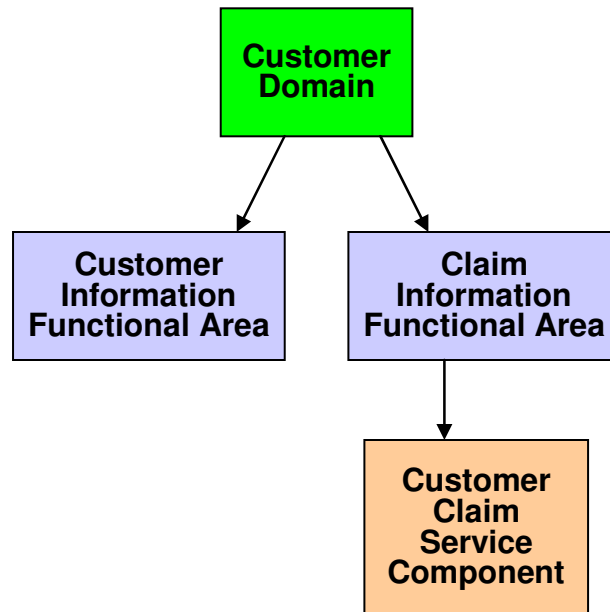 Customer
Domain
Customer
Information
Functional Area
Claim
Information
Functional Area
Customer
Claim
Service
Component